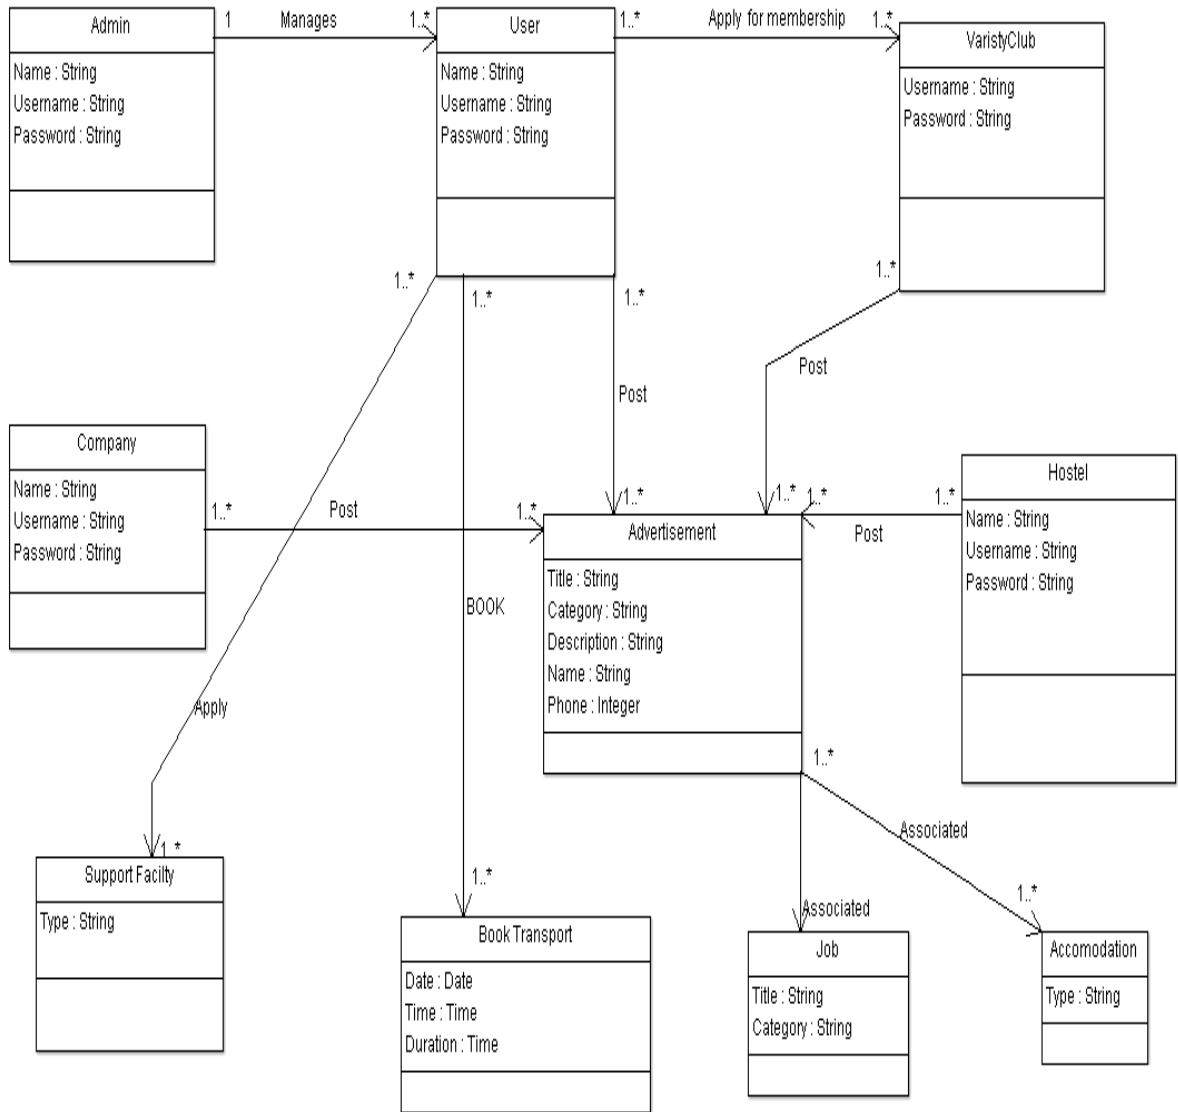 Admin
Name : String
Username : String
Password : String
1
Manages
1..*
User
Name : String
Username : String
Password : String
1..*
Apply for membership
1..*
VaristyClub
Username : String
Password : String
1..*
1..*
1..*
1..*
Post
Post
Apply
BOOK
Company
Name : String
Username : String
Password : String
1..*
Post
1..*
1..*
1..*
1..*
Post
1..*
Hostel
Name : String
Username : String
Password : String
Advertisement
Title : String
Category : String
Description : String
Name : String
Phone : Integer
1..*
Associated
Associated
1..*
1..*
1..*
Support Facilty
Type : String
Book Transport
Date : Date
Time : Time
Duration : Time
Job
Title : String
Category : String
Accomodation
Type : String